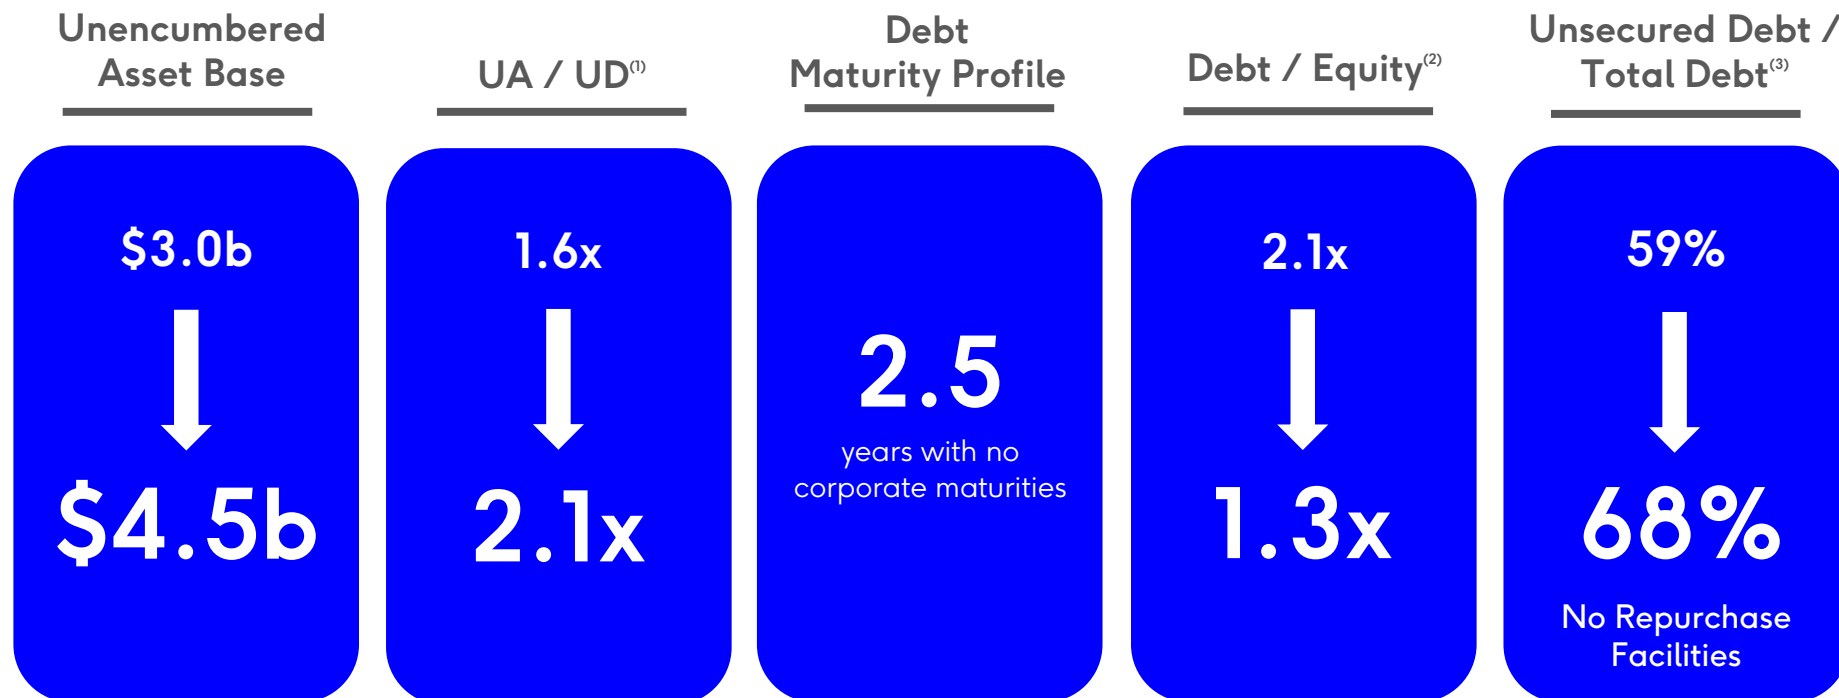 Unencumbered
Asset Base
$3.0b
$4.5b
UA / UD(1)
1.6x
2.1x
Debt
Maturity Profile
2.5
years with no
corporate maturities
Debt / Equity(2)
2.1x
1.3x
Unsecured Debt /
Total Debt(3)
59%
68%
No Repurchase
Facilities